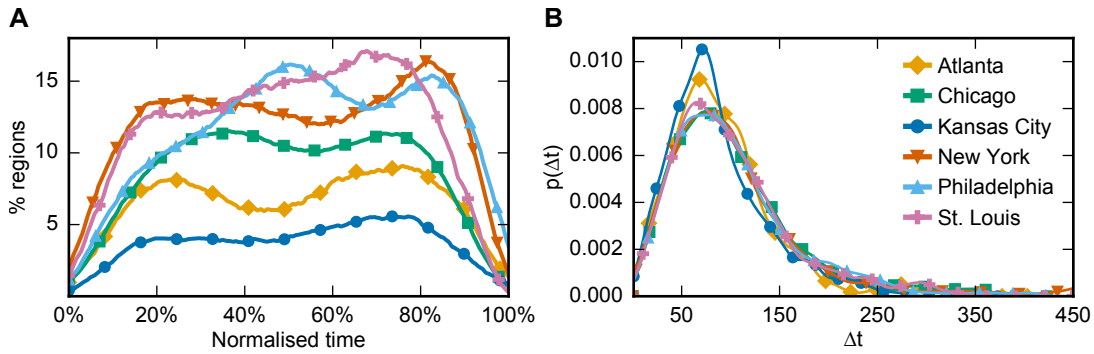 A
% regions
15
10
5
0%
20%
40%
60%
80%
100%
Normalised time
B
p(Δt)
0.010
0.008
0.006
0.004
0.002
0.000
50
150
250
350
450
Δt
Atlanta
Chicago
Kansas City
New York
Philadelphia
St. Louis